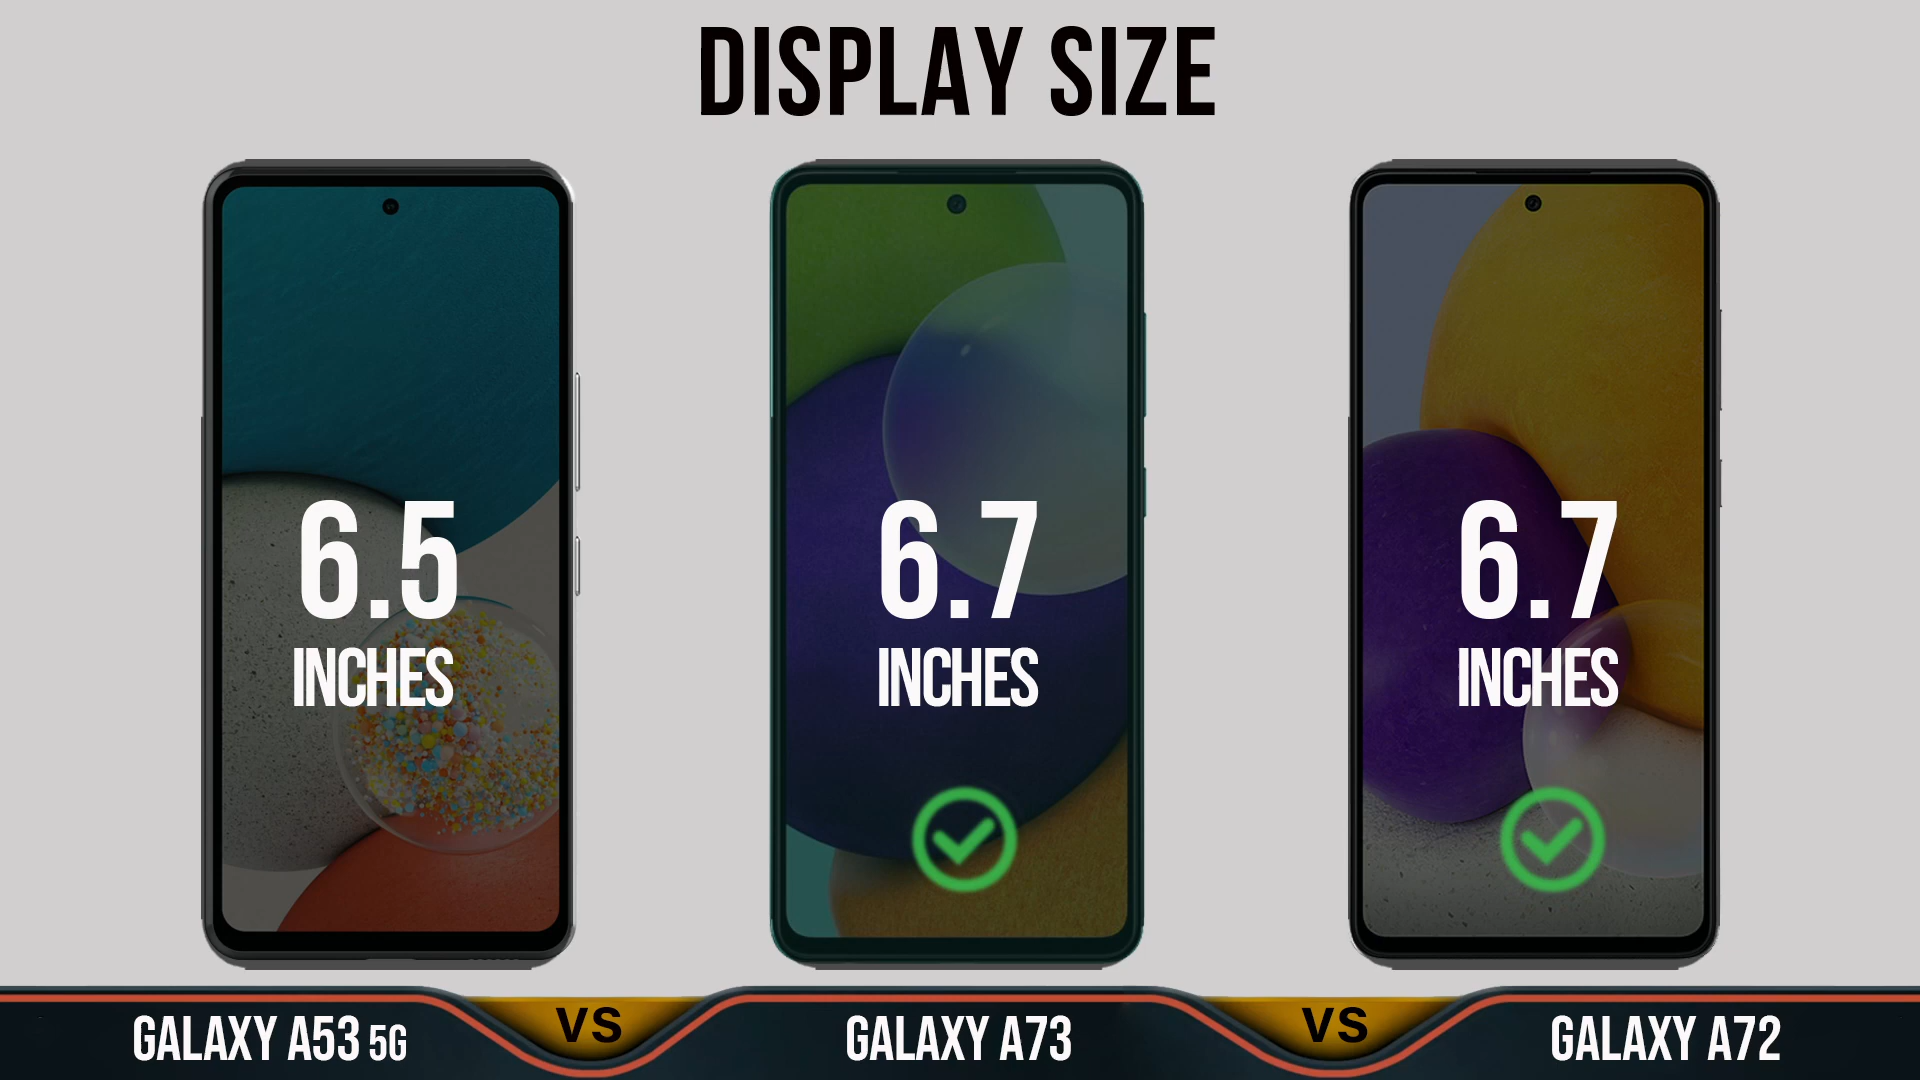 DISPLAY SIZE
6.5
INCHES
6.7
INCHES
6.7
INCHES
GALAXY A53 5G
VS
GALAXY A73
VS
GALAXY A72